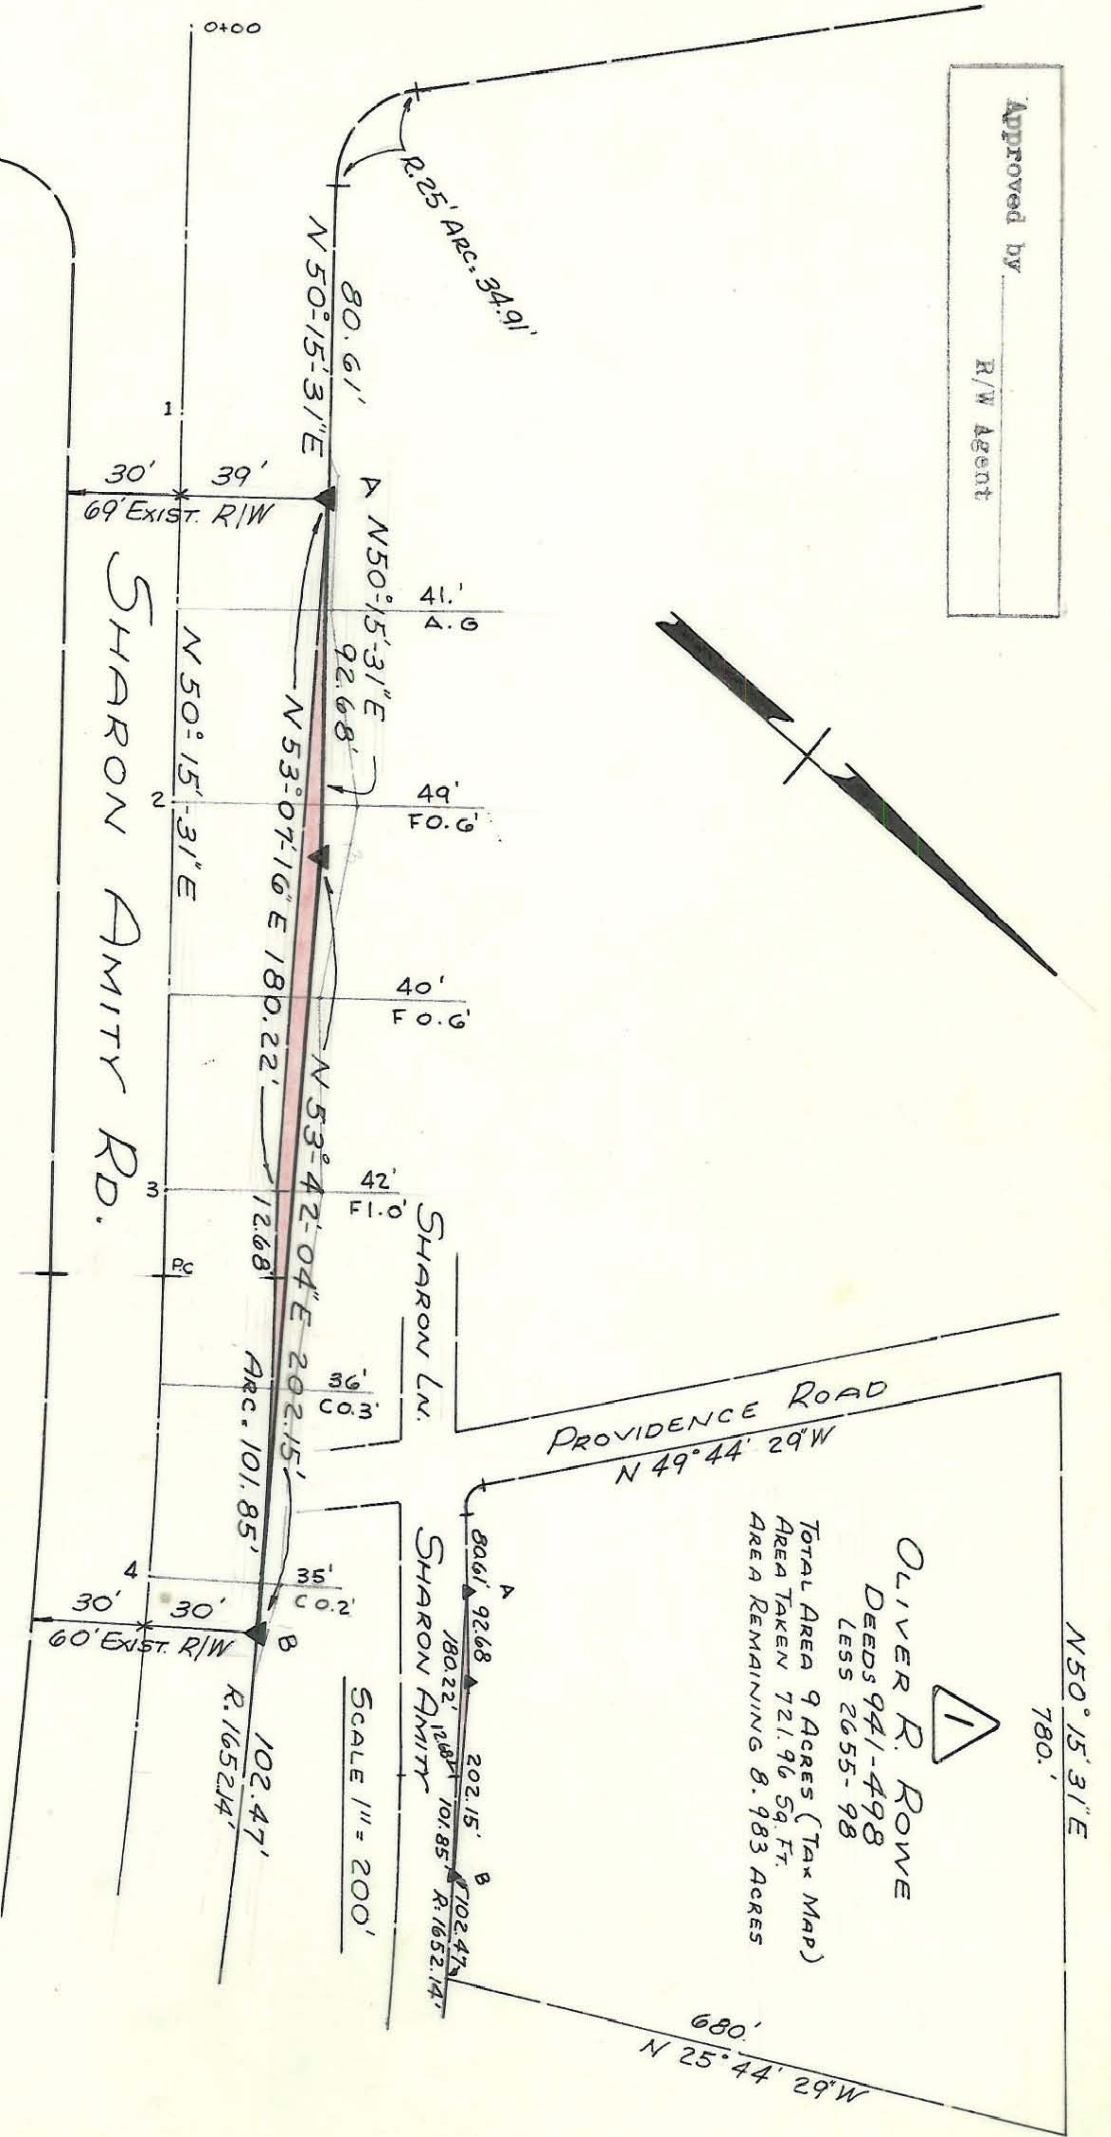 Approved by
R/W Agent
0+00
R.25' ARC. 34.91'
80.61'
N 50°-15'-31"E
1
30'
39'
69' EXIST. R/W
SHARON AMITY RD.
N 50°-15'-31"E
A
N50°-15'-31"E
92.68'
N 53°-07'-16"E 180.22'
12.68'
N 53°-42'-04"E 202.15'
ARC. 101.85'
41.'
2
49'
F0.6'
40'
F 0.6'
3
42'
F1.0'
PC
36'
C0.3'
4
35'
C 0.2'
30'
30'
60' EXIST. R/W
B
102.47'
R.1652.14'
SHARON LN.
PROVIDENCE ROAD
N 49°44' 29"W
N50° 15' 31"E
780.'
1
OLIVER R. ROWE
DEEDS 941-498
LESS 2655-98
TOTAL AREA 9 ACRES (TAX MAP)
AREA TAKEN 721.96 SQ. FT.
AREA REMAINING 8.983 ACRES
80.61'
A
92.68
180.22'
12.68'
202.15'
101.85'
B
102.47
R.1652.14'
SHARON AMITY
680.'
N 25°44' 29"W
SCALE 1"= 200'